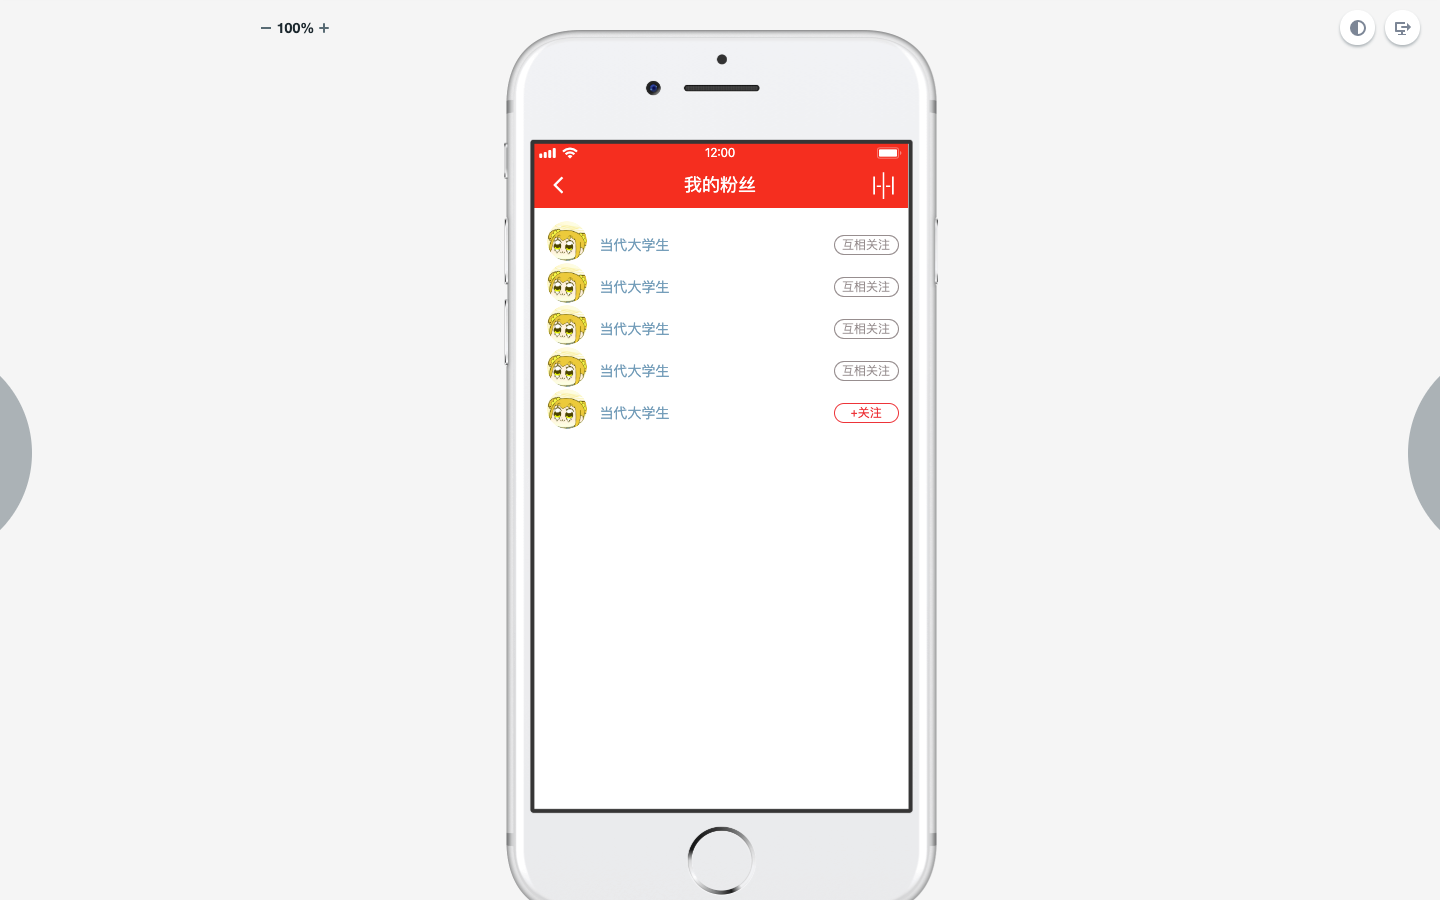 − 100% +
12:00
我的粉丝
当代大学生 互相关注
当代大学生 互相关注
当代大学生 互相关注
当代大学生 互相关注
当代大学生 +关注